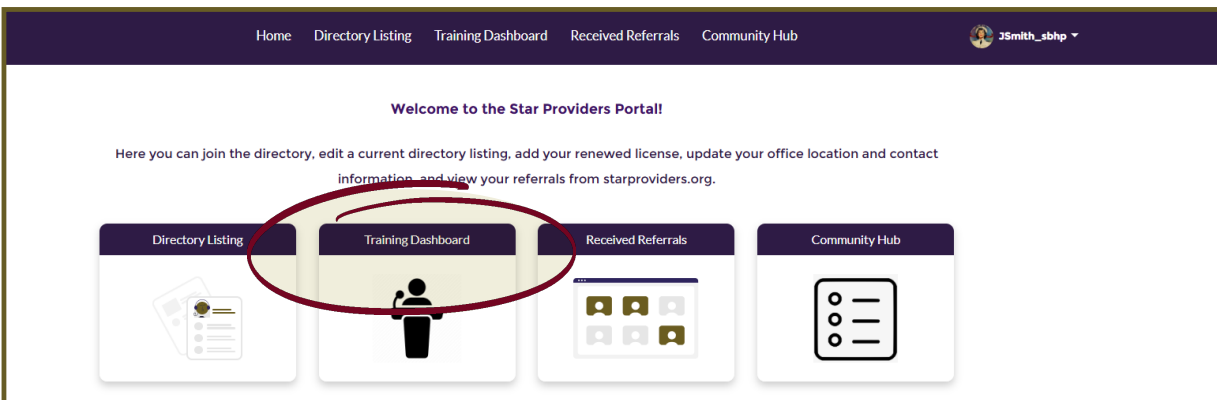 Home Directory Listing Training Dashboard Received Referrals Community Hub JSmith_sbhp
Welcome to the Star Providers Portal!
Here you can join the directory, edit a current directory listing, add your renewed license, update your office location and contact
information, and view your referrals from starproviders.org.
Directory Listing Training Dashboard Received Referrals Community Hub